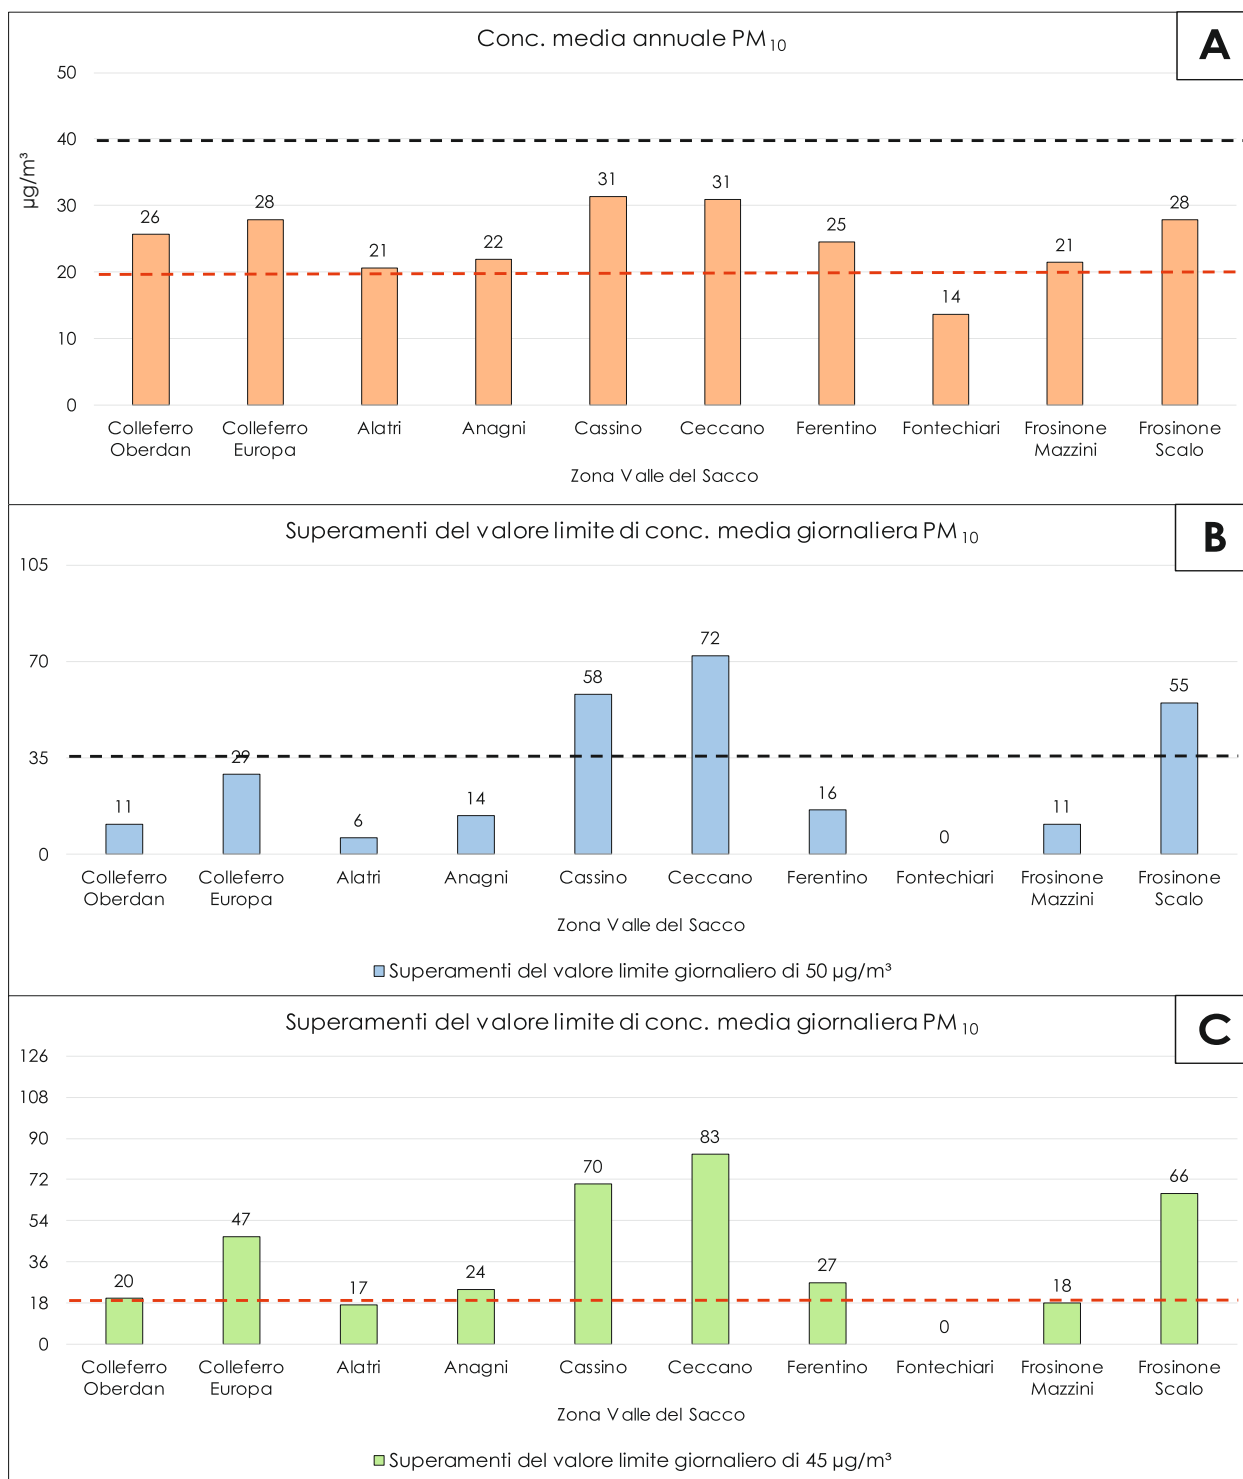 Conc. media annuale PM10
A
50
40
30
20
10
0
µg/m³
26
28
21
22
31
31
25
14
21
28
Colleferro Oberdan
Colleferro Europa
Alatri
Anagni
Cassino
Ceccano
Ferentino
Fontechiari
Frosinone Mazzini
Frosinone Scalo
Zona Valle del Sacco
Superamenti del valore limite di conc. media giornaliera PM10
B
105
70
35
0
11
29
6
14
58
72
16
0
11
55
Colleferro Oberdan
Colleferro Europa
Alatri
Anagni
Cassino
Ceccano
Ferentino
Fontechiari
Frosinone Mazzini
Frosinone Scalo
Zona Valle del Sacco
Superamenti del valore limite giornaliero di 50 µg/m³
Superamenti del valore limite di conc. media giornaliera PM10
C
126
108
90
72
54
36
18
0
20
47
17
24
70
83
27
0
18
66
Colleferro Oberdan
Colleferro Europa
Alatri
Anagni
Cassino
Ceccano
Ferentino
Fontechiari
Frosinone Mazzini
Frosinone Scalo
Zona Valle del Sacco
Superamenti del valore limite giornaliero di 45 µg/m³